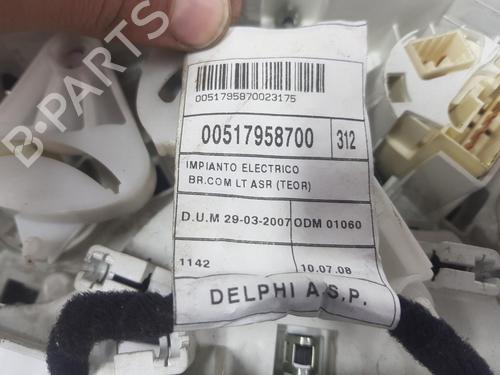 0051795870023175
00517958700 312
IMPIANTO ELECTRICO
BR.COM LT ASR (TEOR)
D.U.M 29-03-2007 ODM 01060
1142 10.07.08
DELPHI A.S.P.
B-PARTS